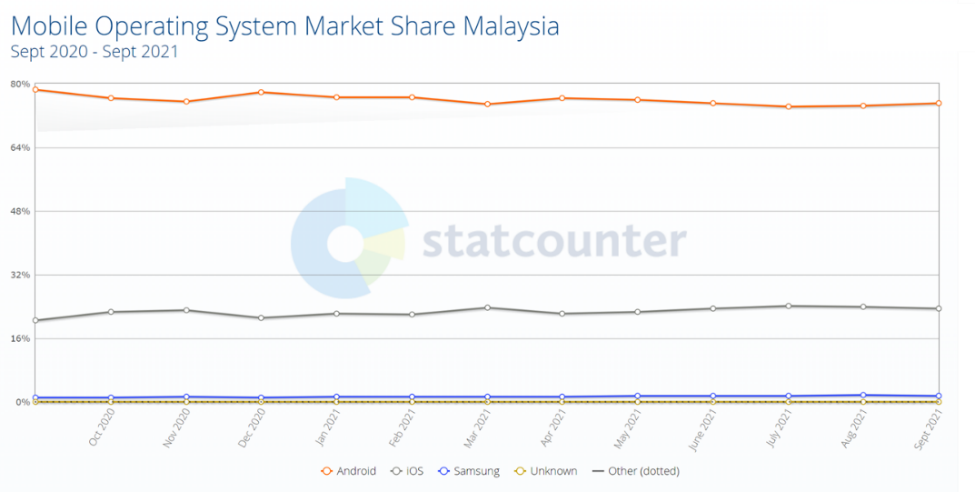 Mobile Operating System Market Share Malaysia
Sept 2020 - Sept 2021
80%
64%
48%
32%
16%
0%
statcounter
Oct 2020
Nov 2020
Dec 2020
Jan 2021
Feb 2021
Mar 2021
Apr 2021
May 2021
June 2021
July 2021
Aug 2021
Sept 2021
Android iOS Samsung Unknown Other (dotted)